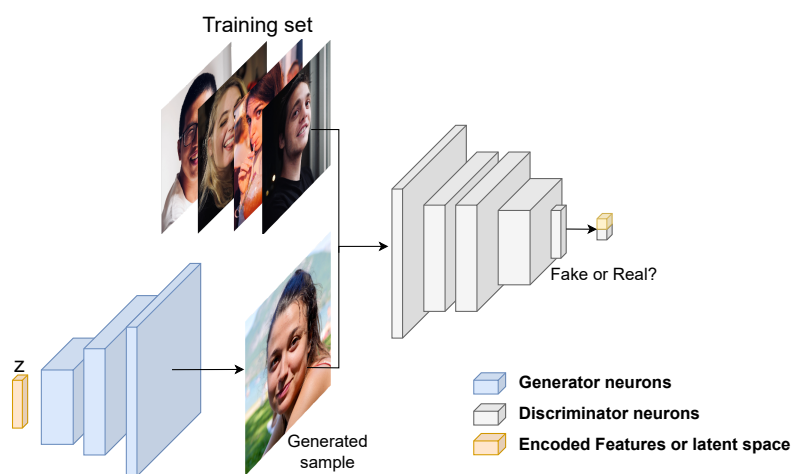 Training set
Fake or Real?
z
Generated
sample
Generator neurons
Discriminator neurons
Encoded Features or latent space